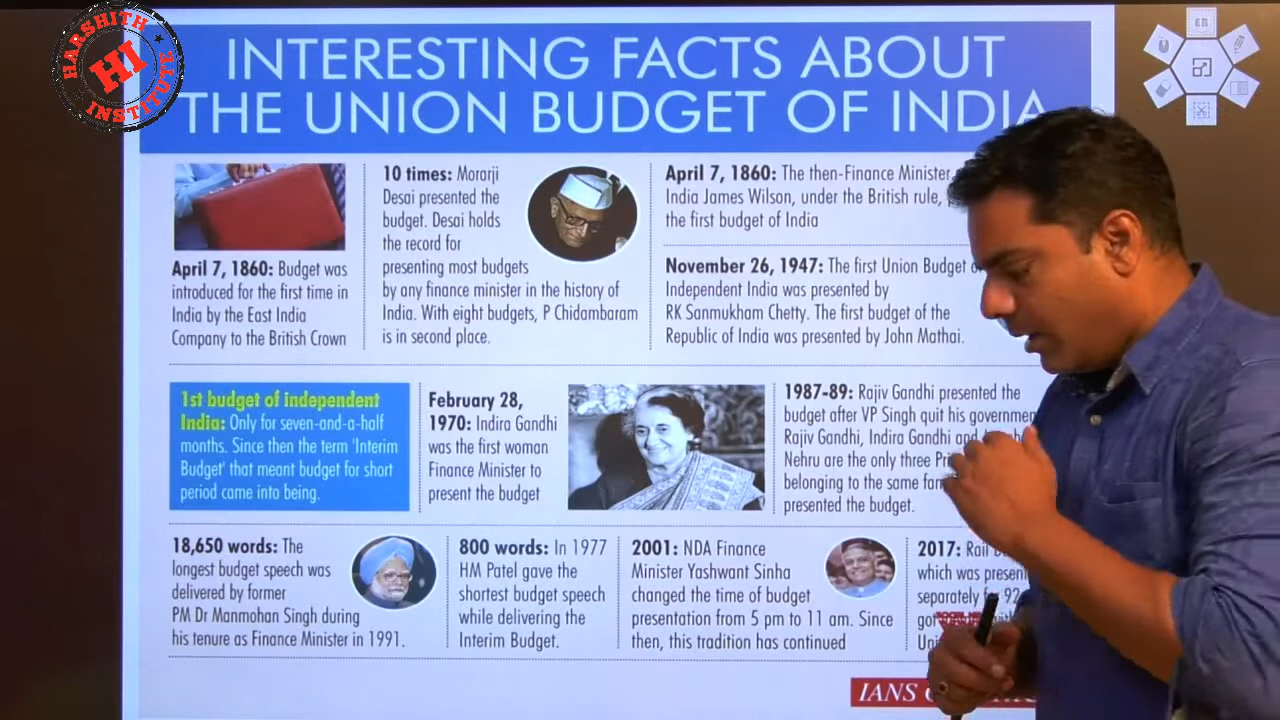 HARSHITH
HI
INSTITUTE
INTERESTING FACTS ABOUT
THE UNION BUDGET OF INDIA
April 7, 1860: Budget was
introduced for the first time in
India by the East India
Company to the British Crown
10 times: Morarji
Desai presented the
budget. Desai holds
the record for
presenting most budgets
by any finance minister in the history of
India. With eight budgets, P Chidambaram
is in second place.
April 7, 1860: The then-Finance Minister
India James Wilson, under the British rule,
the first budget of India
November 26, 1947: The first Union Budget
Independent India was presented by
RK Sanmukham Chetty. The first budget of the
Republic of India was presented by John Mathai.
1st budget of independent
India: Only for seven-and-a-half
months. Since then the term 'Interim
Budget' that meant budget for short
period came into being.
February 28,
1970: Indira Gandhi
was the first woman
Finance Minister to
present the budget
1987-89: Rajiv Gandhi presented the
budget after VP Singh quit his
Rajiv Gandhi, Indira Gandhi and
Nehru are the only three
belonging to the same
presented the budget.
18,650 words: The
longest budget speech was
delivered by former
PM Dr Manmohan Singh during
his tenure as Finance Minister in 1991.
800 words: In 1977
HM Patel gave the
shortest budget speech
while delivering the
Interim Budget.
2001: NDA Finance
Minister Yashwant Sinha
changed the time of budget
presentation from 5 pm to 11 am. Since
then, this tradition has continued
2017: Rail
which was
separately 92
IANS